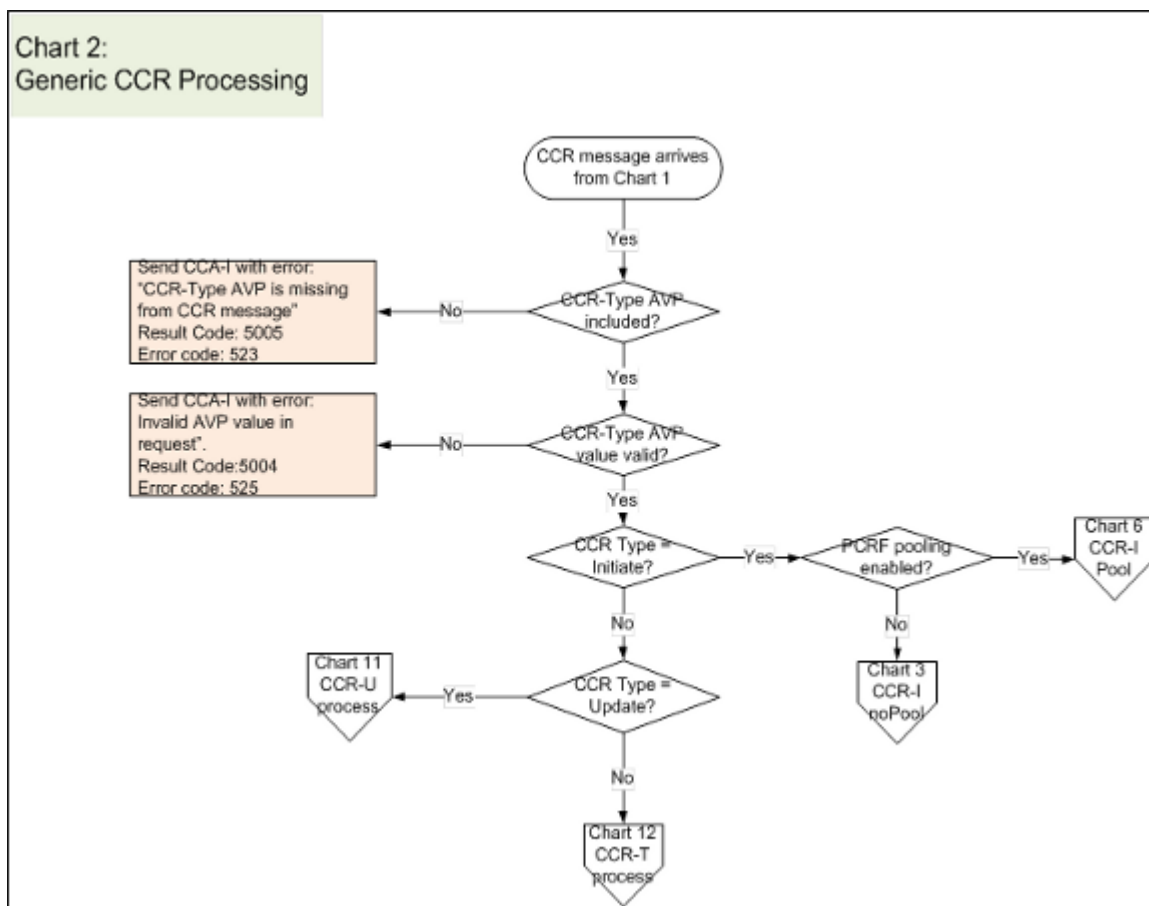 Chart 2:
Generic CCR Processing
CCR message arrives
from Chart 1
Yes
Send CCA-I with error:
"CCR-Type AVP is missing
from CCR message"
Result Code: 5005
Error code: 523
No
CCR-Type AVP
included?
Yes
Send CCA-I with error:
Invalid AVP value in
request".
Result Code:5004
Error code: 525
No
CCR-Type AVP
value valid?
Yes
CCR Type =
Initiate?
Yes
PCRF pooling
enabled?
Yes
Chart 6
CCR-I
Pool
No
No
Chart 11
CCR-U
process
Yes
CCR Type =
Update?
Chart 3
CCR-I
noPool
No
Chart 12
CCR-T
process